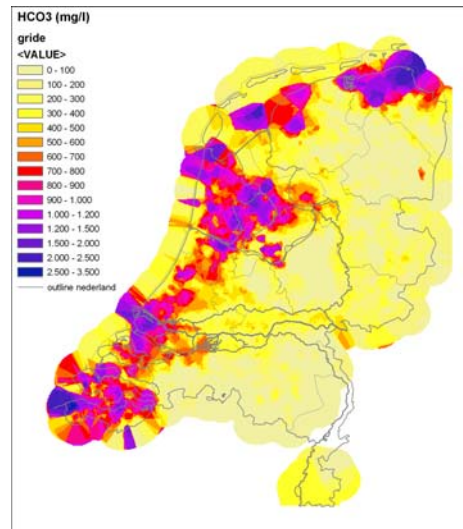 HCO3 (mg/l)
gride
<VALUE>
0 - 100
100 - 200
200 - 300
300 - 400
400 - 500
500 - 600
600 - 700
700 - 800
800 - 900
900 - 1.000
1.000 - 1.200
1.200 - 1.500
1.500 - 2.000
2.000 - 2.500
2.500 - 3.500
outline nederland